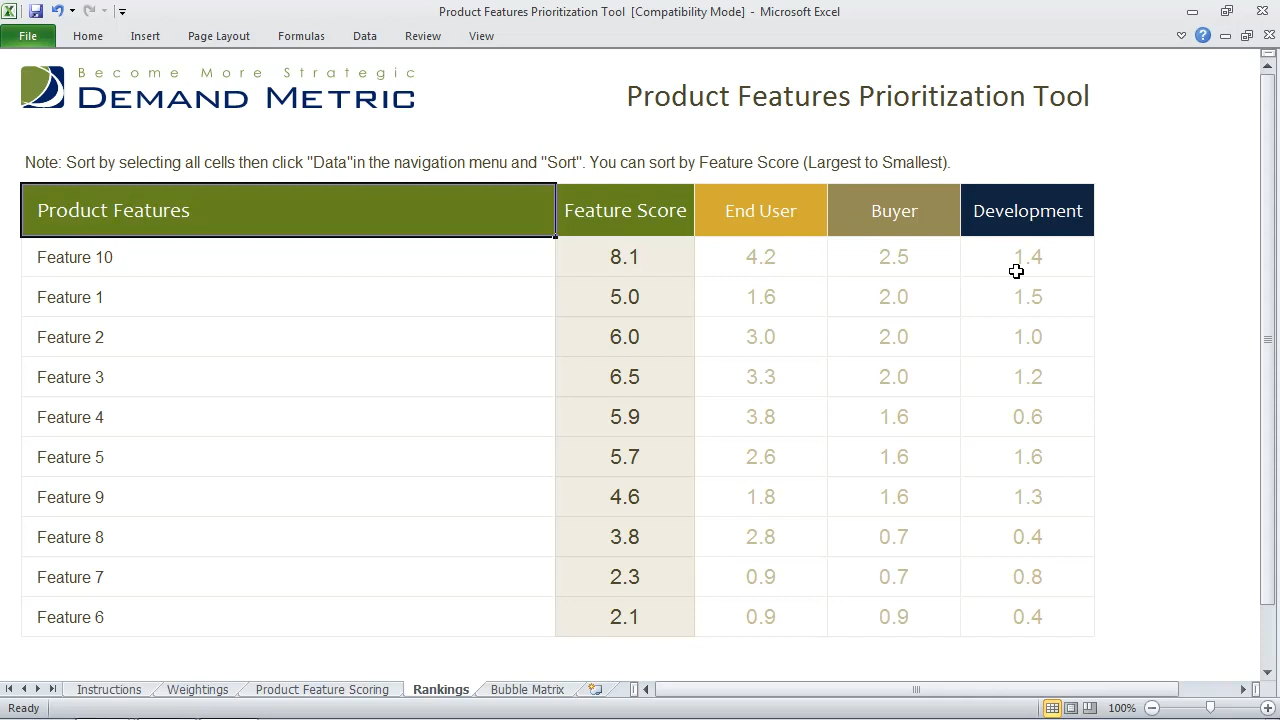 Product Features Prioritization Tool [Compatibility Mode] - Microsoft Excel
File Home Insert Page Layout Formulas Data Review View
Become More Strategic
DEMAND METRIC
Product Features Prioritization Tool
Note: Sort by selecting all cells then click "Data"in the navigation menu and "Sort". You can sort by Feature Score (Largest to Smallest).
Product Features Feature Score End User Buyer Development
Feature 10 8.1 4.2 2.5 1.4
Feature 1 5.0 1.6 2.0 1.5
Feature 2 6.0 3.0 2.0 1.0
Feature 3 6.5 3.3 2.0 1.2
Feature 4 5.9 3.8 1.6 0.6
Feature 5 5.7 2.6 1.6 1.6
Feature 9 4.6 1.8 1.6 1.3
Feature 8 3.8 2.8 0.7 0.4
Feature 7 2.3 0.9 0.7 0.8
Feature 6 2.1 0.9 0.9 0.4
Instructions Weightings Product Feature Scoring Rankings Bubble Matrix
Ready 100%